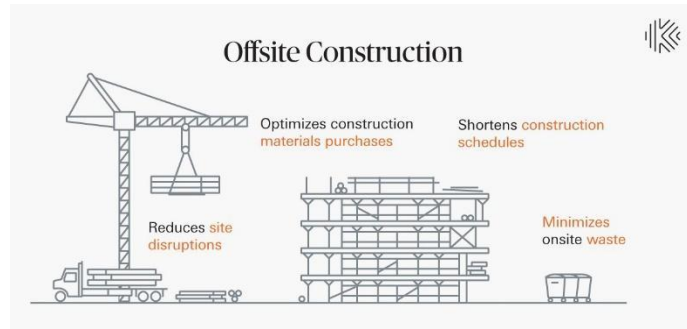 Offsite Construction
Optimizes construction
materials purchases
Shortens construction
schedules
Reduces site
disruptions
Minimizes
onsite waste